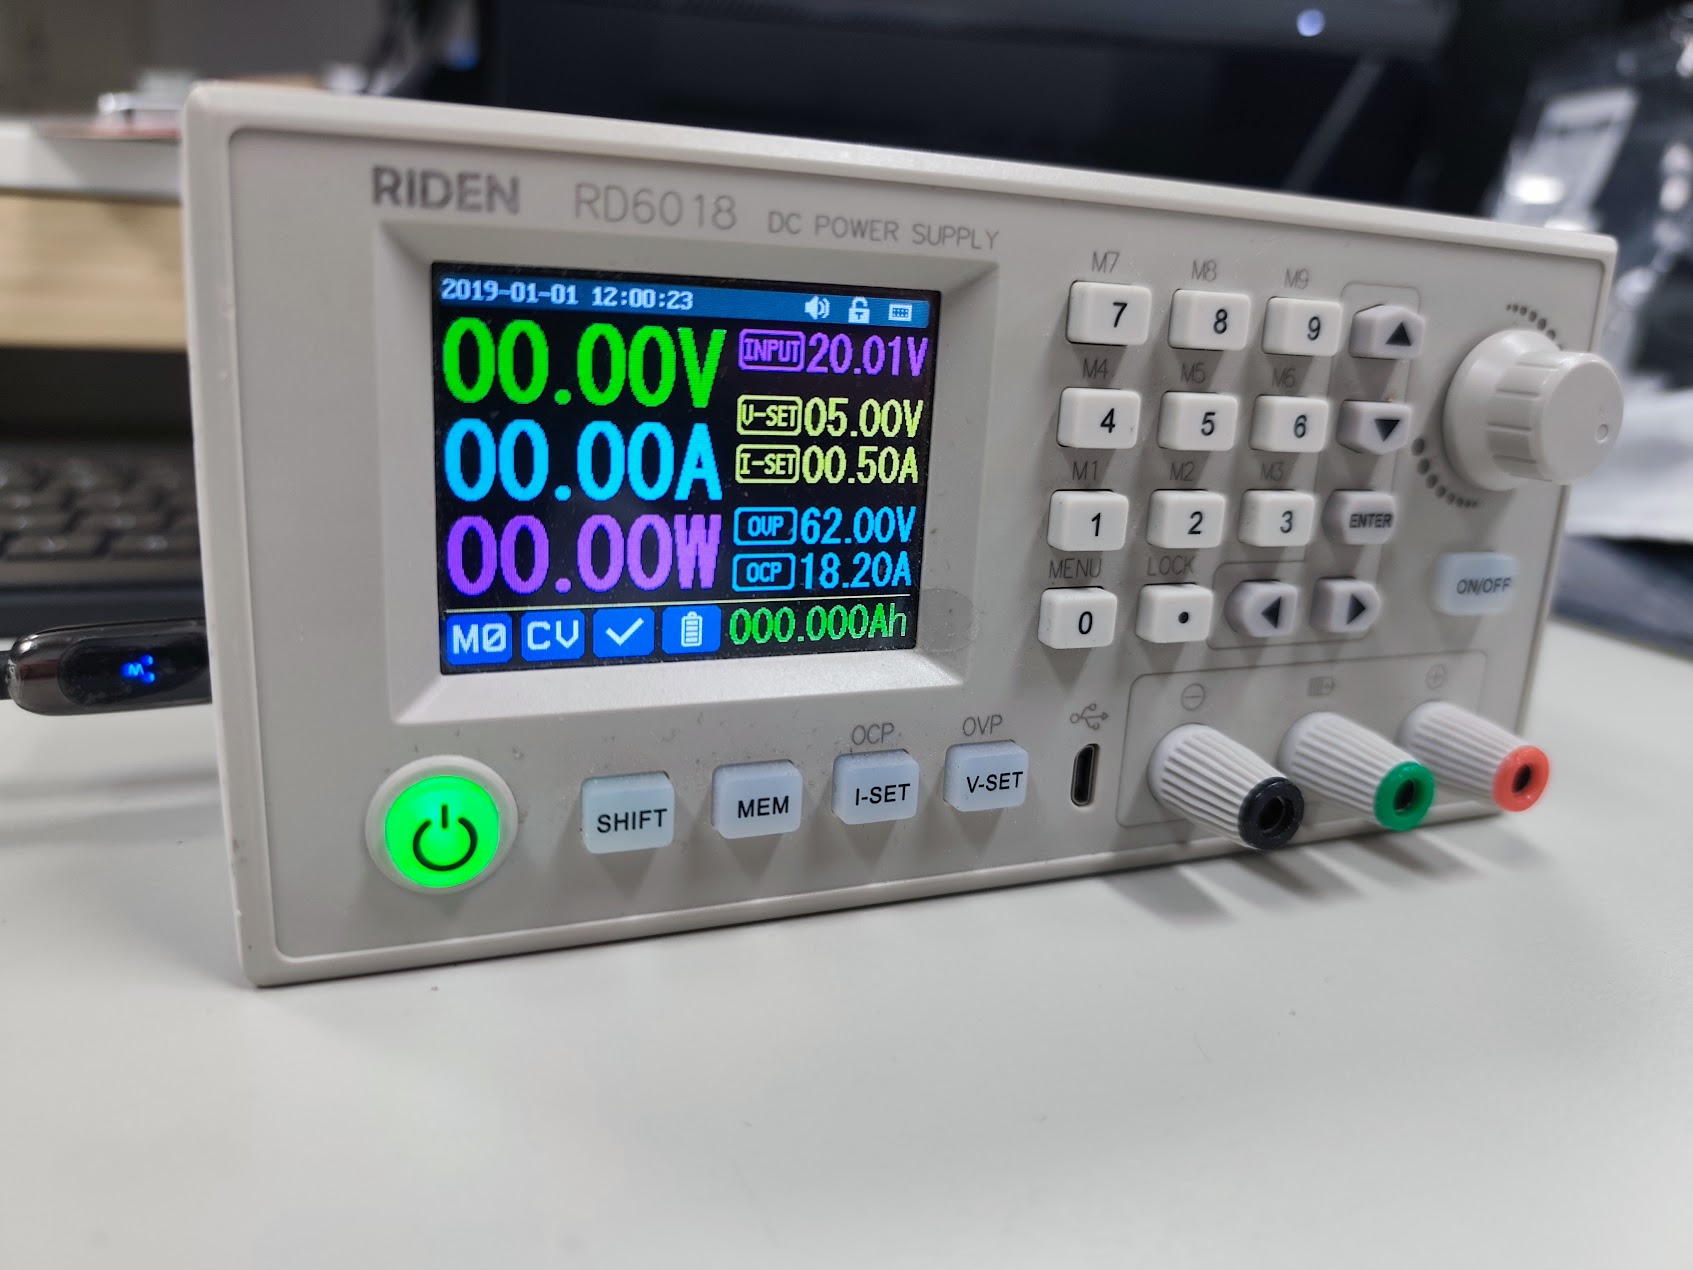 RIDEN RD6018 DC POWER SUPPLY
2019-01-01 12:00:23
00.00V
00.00A
00.00W
INPUT 20.01V
V-SET 05.00V
I-SET 00.50A
OVP 62.00V
OCP 18.20A
M0 CV 000.000Ah
M7 M8 M9
7 8 9
M4 M5 M6
4 5 6
M1 M2 M3
1 2 3 ENTER
MENU LOCK
0 .
ON/OFF
OCP OVP
SHIFT MEM I-SET V-SET